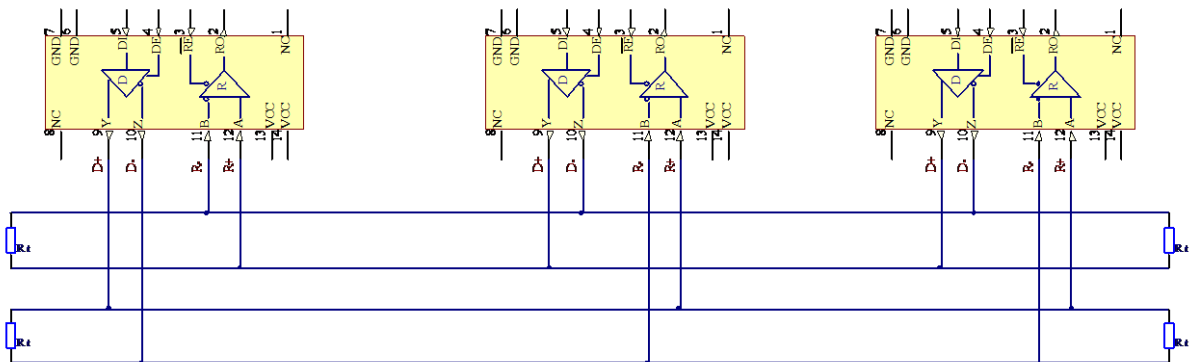 7 6 5 4 3 2 1
GND GND DI DE RE RO NC
D R
NC Y Z B A VCC VCC
8 9 10 11 12 13 14
D+ D- R- R+
7 6 5 4 3 2 1
GND GND DI DE RE RO NC
D R
NC Y Z B A VCC VCC
8 9 10 11 12 13 14
D+ D- R- R+
7 6 5 4 3 2 1
GND GND DI DE RE RO NC
D R
NC Y Z B A VCC VCC
8 9 10 11 12 13 14
D+ D- R- R+
Rt
Rt
Rt
Rt